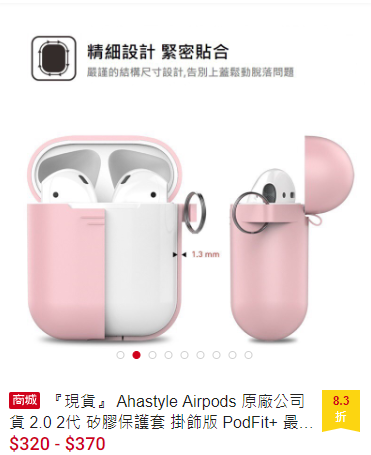 精細設計 緊密貼合
嚴謹的結構尺寸設計,告別上蓋鬆動脫落問題
1.3 mm
商城 『現貨』 Ahastyle Airpods 原廠公司
貨 2.0 2代 矽膠保護套 掛飾版 PodFit+ 最...
8.3
折
$320 - $370